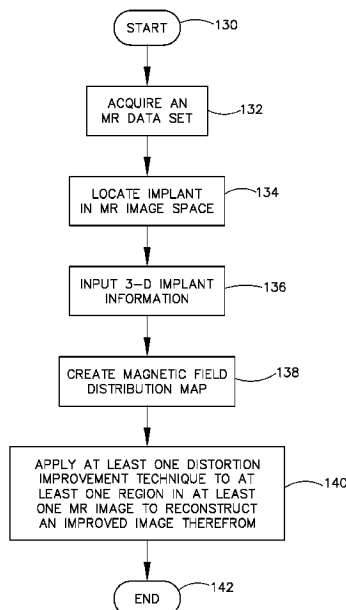 START
130
ACQUIRE AN
MR DATA SET
132
LOCATE IMPLANT
IN MR IMAGE SPACE
134
INPUT 3-D IMPLANT
INFORMATION
136
CREATE MAGNETIC FIELD
DISTRIBUTION MAP
138
APPLY AT LEAST ONE DISTORTION
IMPROVEMENT TECHNIQUE TO AT
LEAST ONE REGION IN AT LEAST
ONE MR IMAGE TO RECONSTRUCT
AN IMPROVED IMAGE THEREFROM
140
END
142